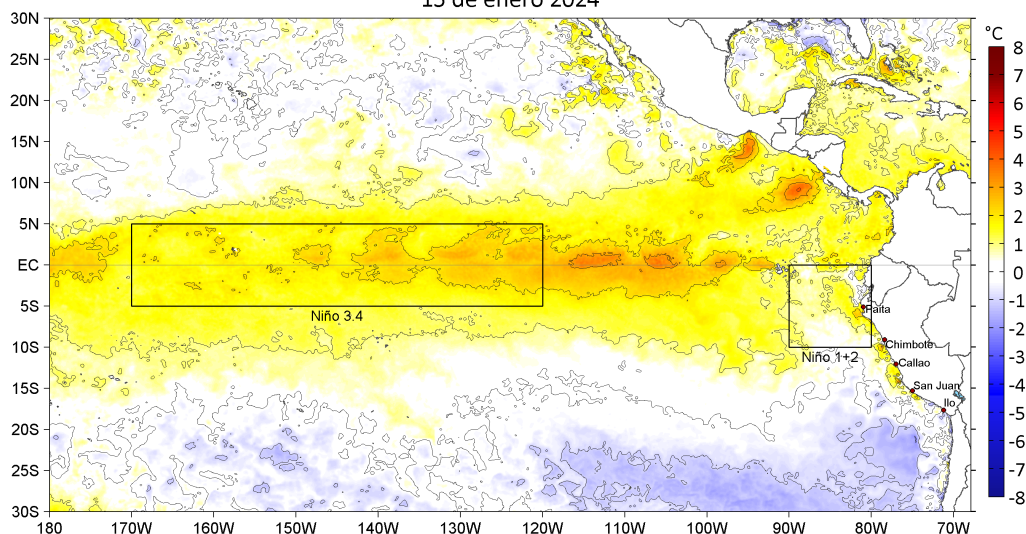 15 de enero 2024
30N
25N
20N
15N
10N
5N
EC
5S
10S
15S
20S
25S
30S
180 170W 160W 150W 140W 130W 120W 110W 100W 90W 80W 70W
Niño 3.4
Niño 1+2
Paita
Chimbote
Callao
San Juan
Ilo
°C
8
7
6
5
4
3
2
1
0
-1
-2
-3
-4
-5
-6
-7
-8